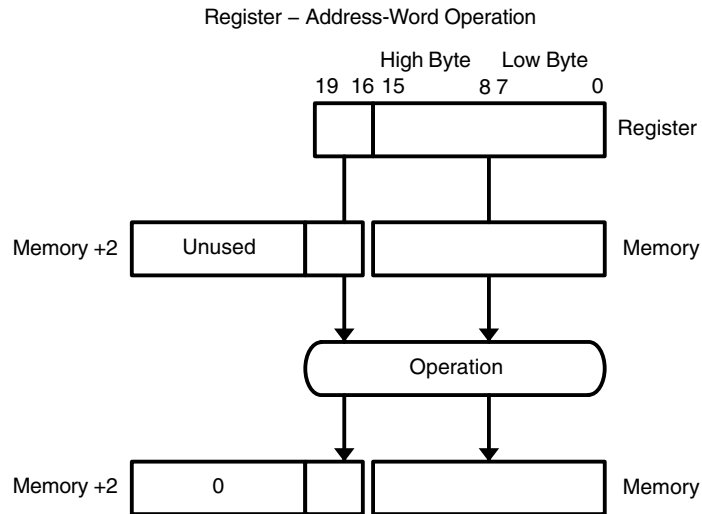 Register – Address-Word Operation
High Byte Low Byte
19 16 15 8 7 0
Register
Memory +2 Unused Memory
Operation
Memory +2 0 Memory